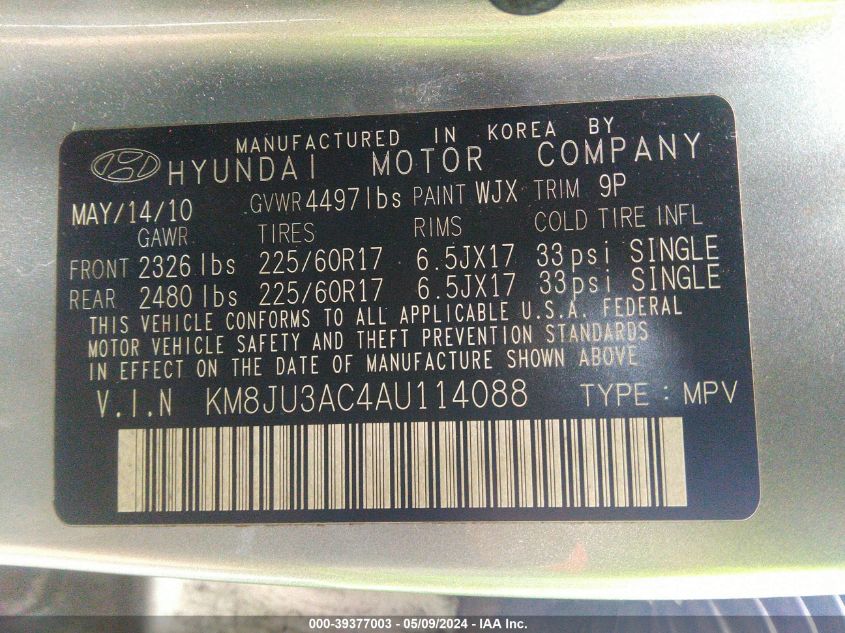 MANUFACTURED IN KOREA BY
HYUNDAI MOTOR COMPANY
MAY/14/10 GVWR 4497lbs PAINT WJX TRIM 9P
GAWR TIRES RIMS COLD TIRE INFL
FRONT 2326 lbs 225/60R17 6.5JX17 33psi SINGLE
REAR 2480 lbs 225/60R17 6.5JX17 33psi SINGLE
THIS VEHICLE CONFORMS TO ALL APPLICABLE U.S.A. FEDERAL
MOTOR VEHICLE SAFETY AND THEFT PREVENTION STANDARDS
IN EFFECT ON THE DATE OF MANUFACTURE SHOWN ABOVE
V.I.N KM8JU3AC4AU114088 TYPE : MPV
000-39377003 - 05/09/2024 - IAA Inc.